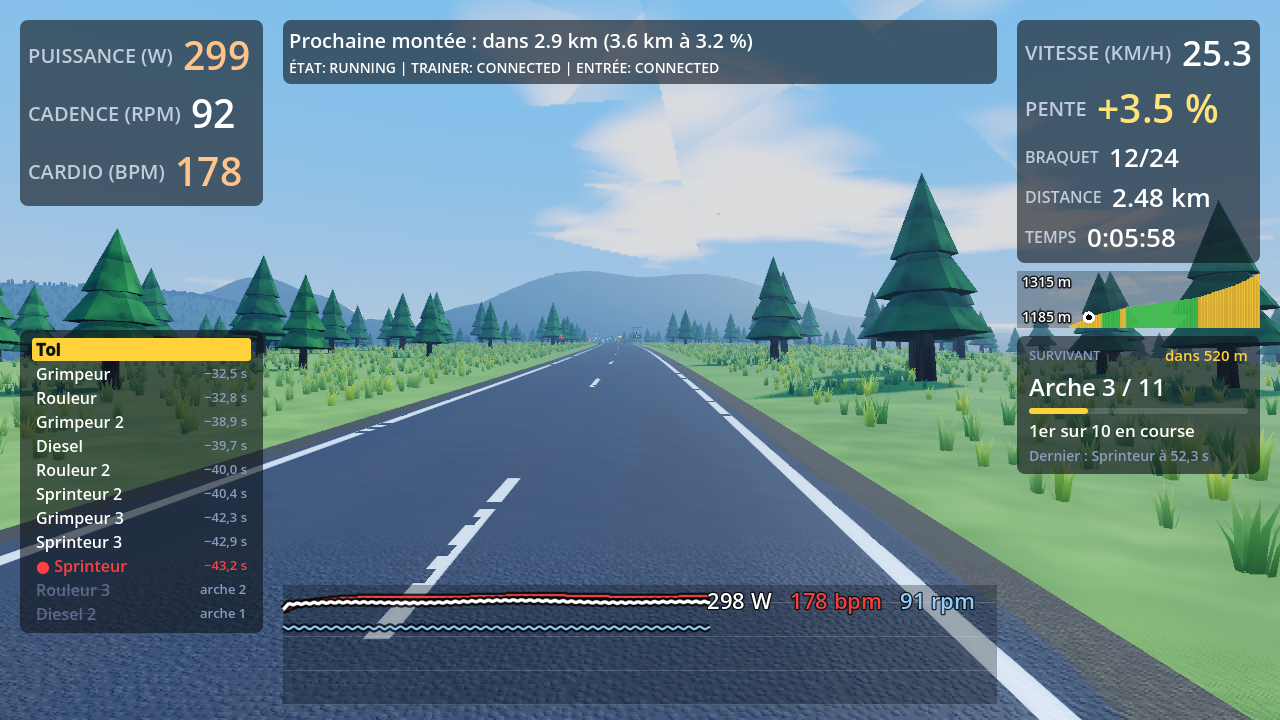 PUISSANCE (W) 299
CADENCE (RPM) 92
CARDIO (BPM) 178
Prochaine montée : dans 2.9 km (3.6 km à 3.2 %)
ÉTAT: RUNNING | TRAINER: CONNECTED | ENTRÉE: CONNECTED
VITESSE (KM/H) 25.3
PENTE +3.5 %
BRAQUET 12/24
DISTANCE 2.48 km
TEMPS 0:05:58
1315 m
1185 m
SURVIVANT dans 520 m
Arche 3 / 11
1er sur 10 en course
Dernier : Sprinteur à 52,3 s
Toi
Grimpeur −32,5 s
Rouleur −32,8 s
Grimpeur 2 −38,9 s
Diesel −39,7 s
Rouleur 2 −40,0 s
Sprinteur 2 −40,4 s
Grimpeur 3 −42,3 s
Sprinteur 3 −42,9 s
Sprinteur −43,2 s
Rouleur 3 arche 2
Diesel 2 arche 1
298 W 178 bpm 91 rpm